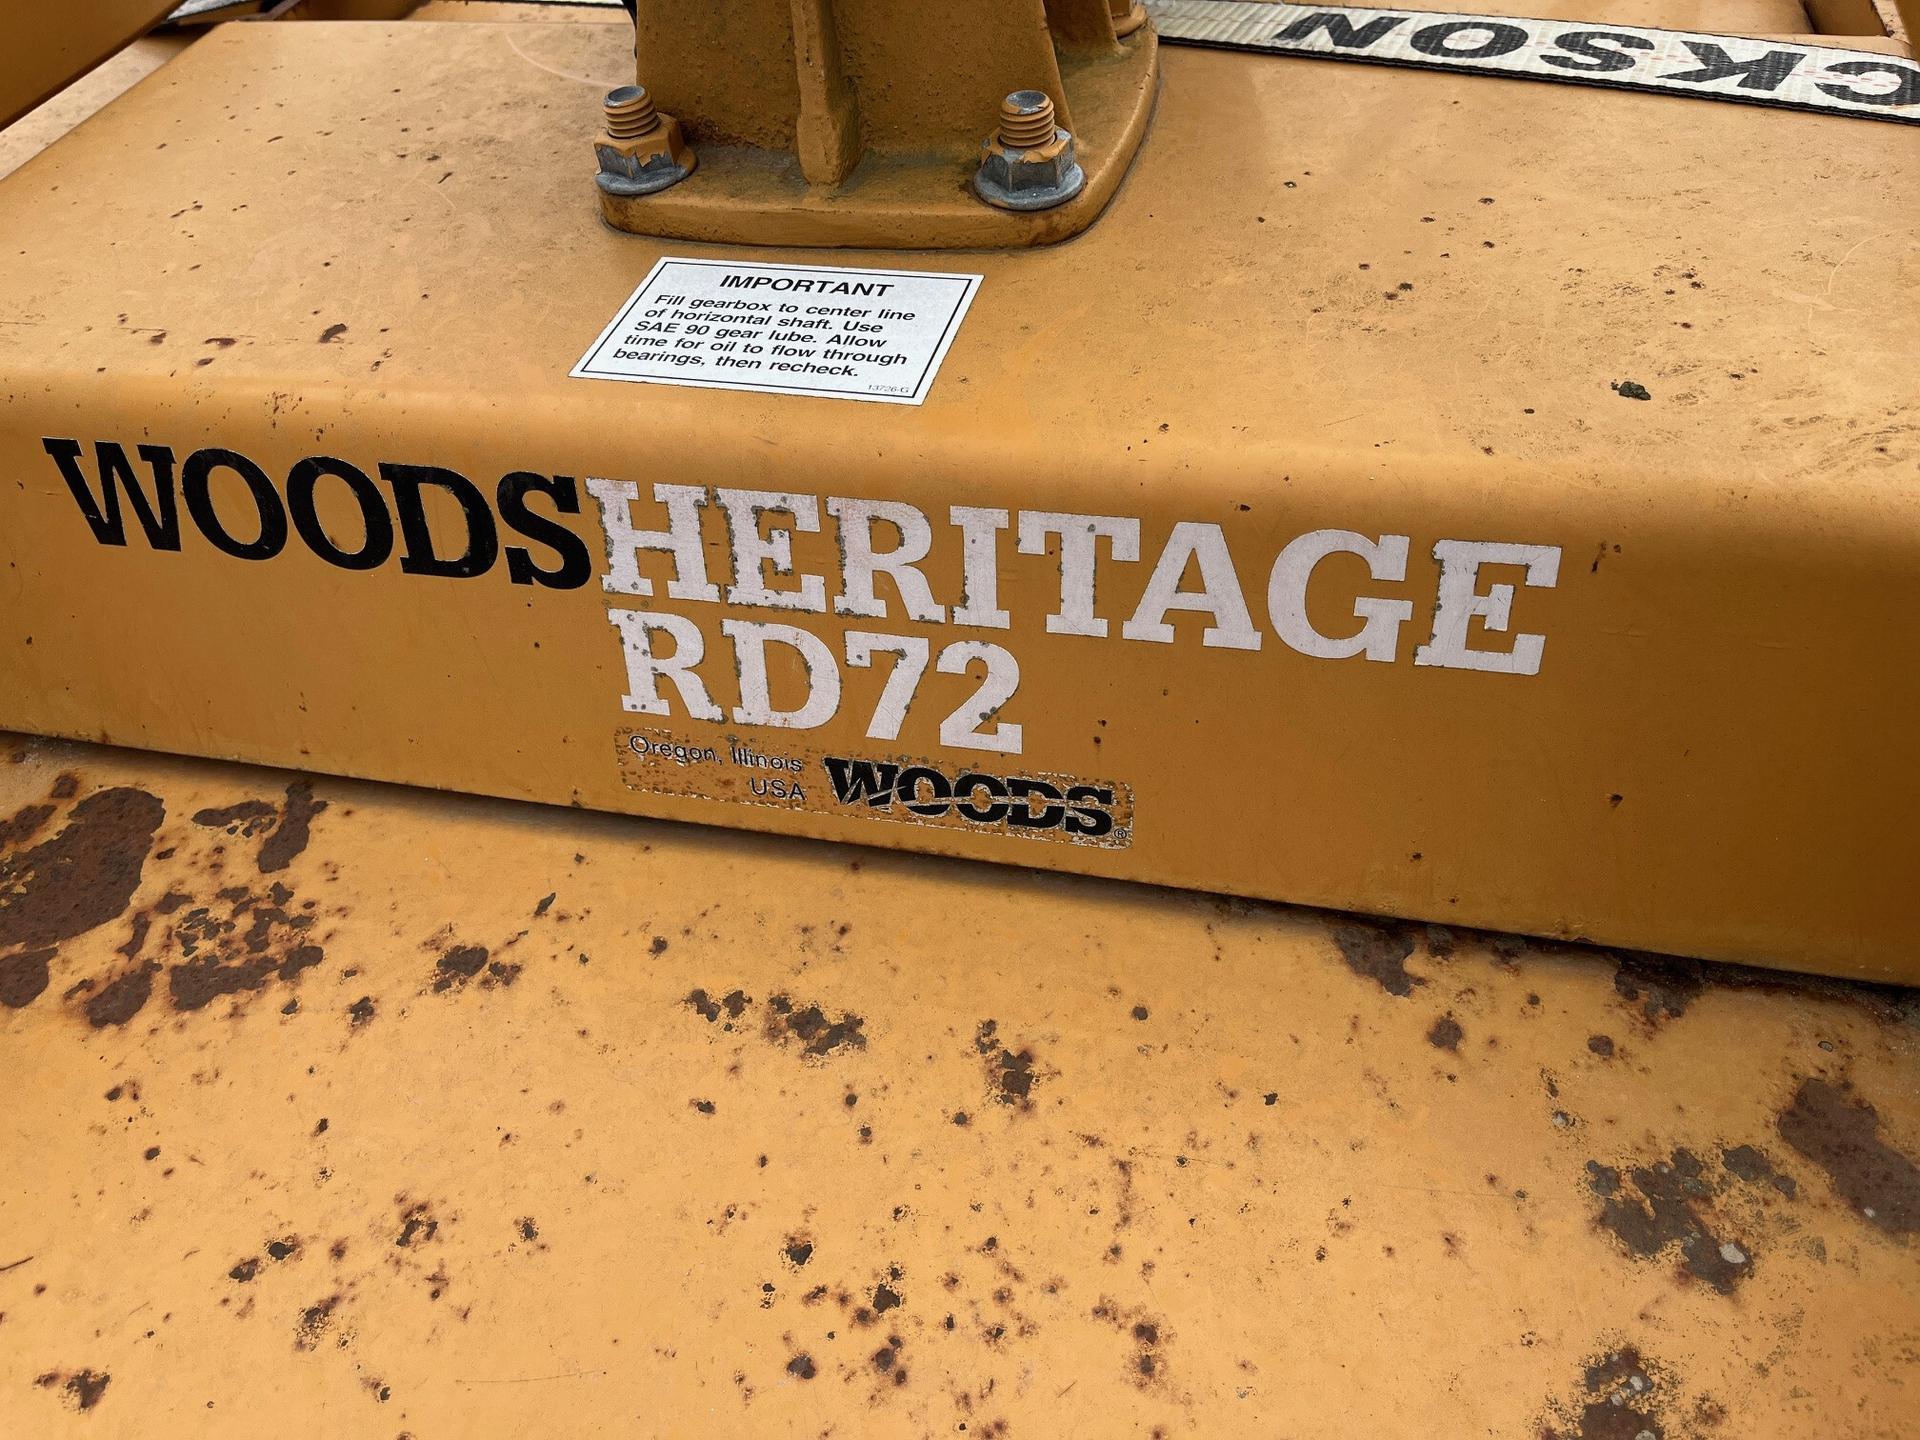 CKSON
IMPORTANT
Fill gearbox to center line
of horizontal shaft. Use
SAE 90 gear lube. Allow
time for oil to flow through
bearings, then recheck.
13726-G
WOODS HERITAGE
RD72
Oregon, Illinois
USA
WOODS®